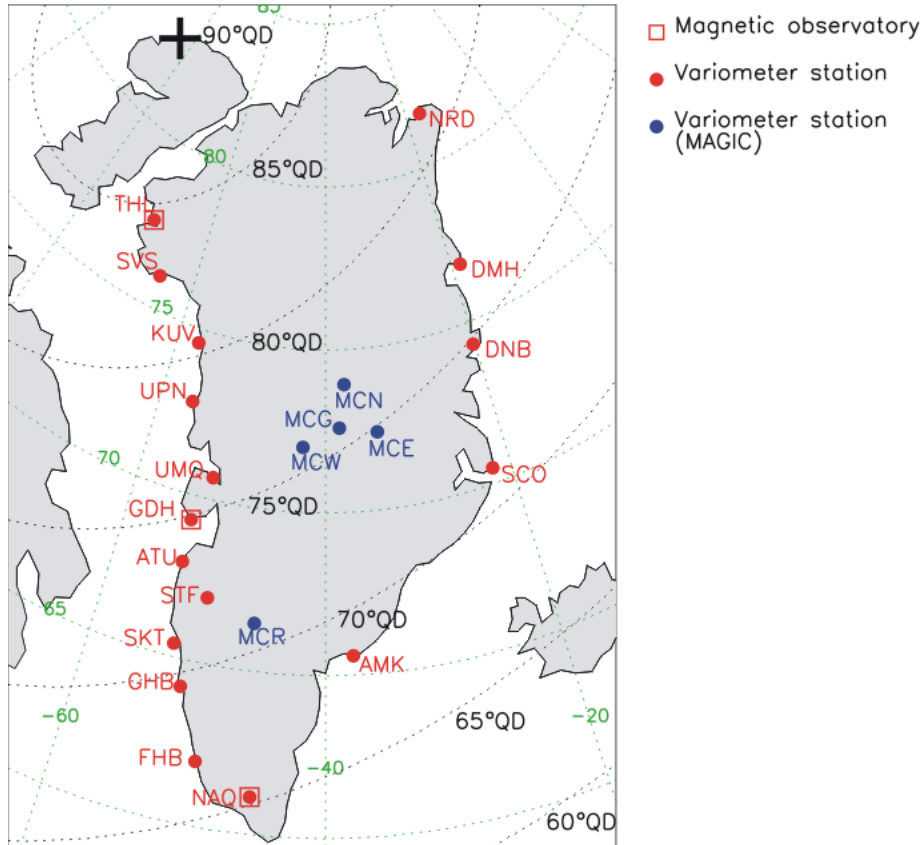 85
90°QD
Magnetic observatory
Variometer station
Variometer station
(MAGIC)
NRD
80
85°QD
THL
SVS
DMH
75
KUV
80°QD
DNB
UPN
MCN
MCG
MCE
MCW
70
UMQ
SCO
GDH
75°QD
ATU
STF
65
70°QD
SKT
MCR
AMK
GHB
-60
65°QD
-20
FHB
-40
NAQ
60°QD